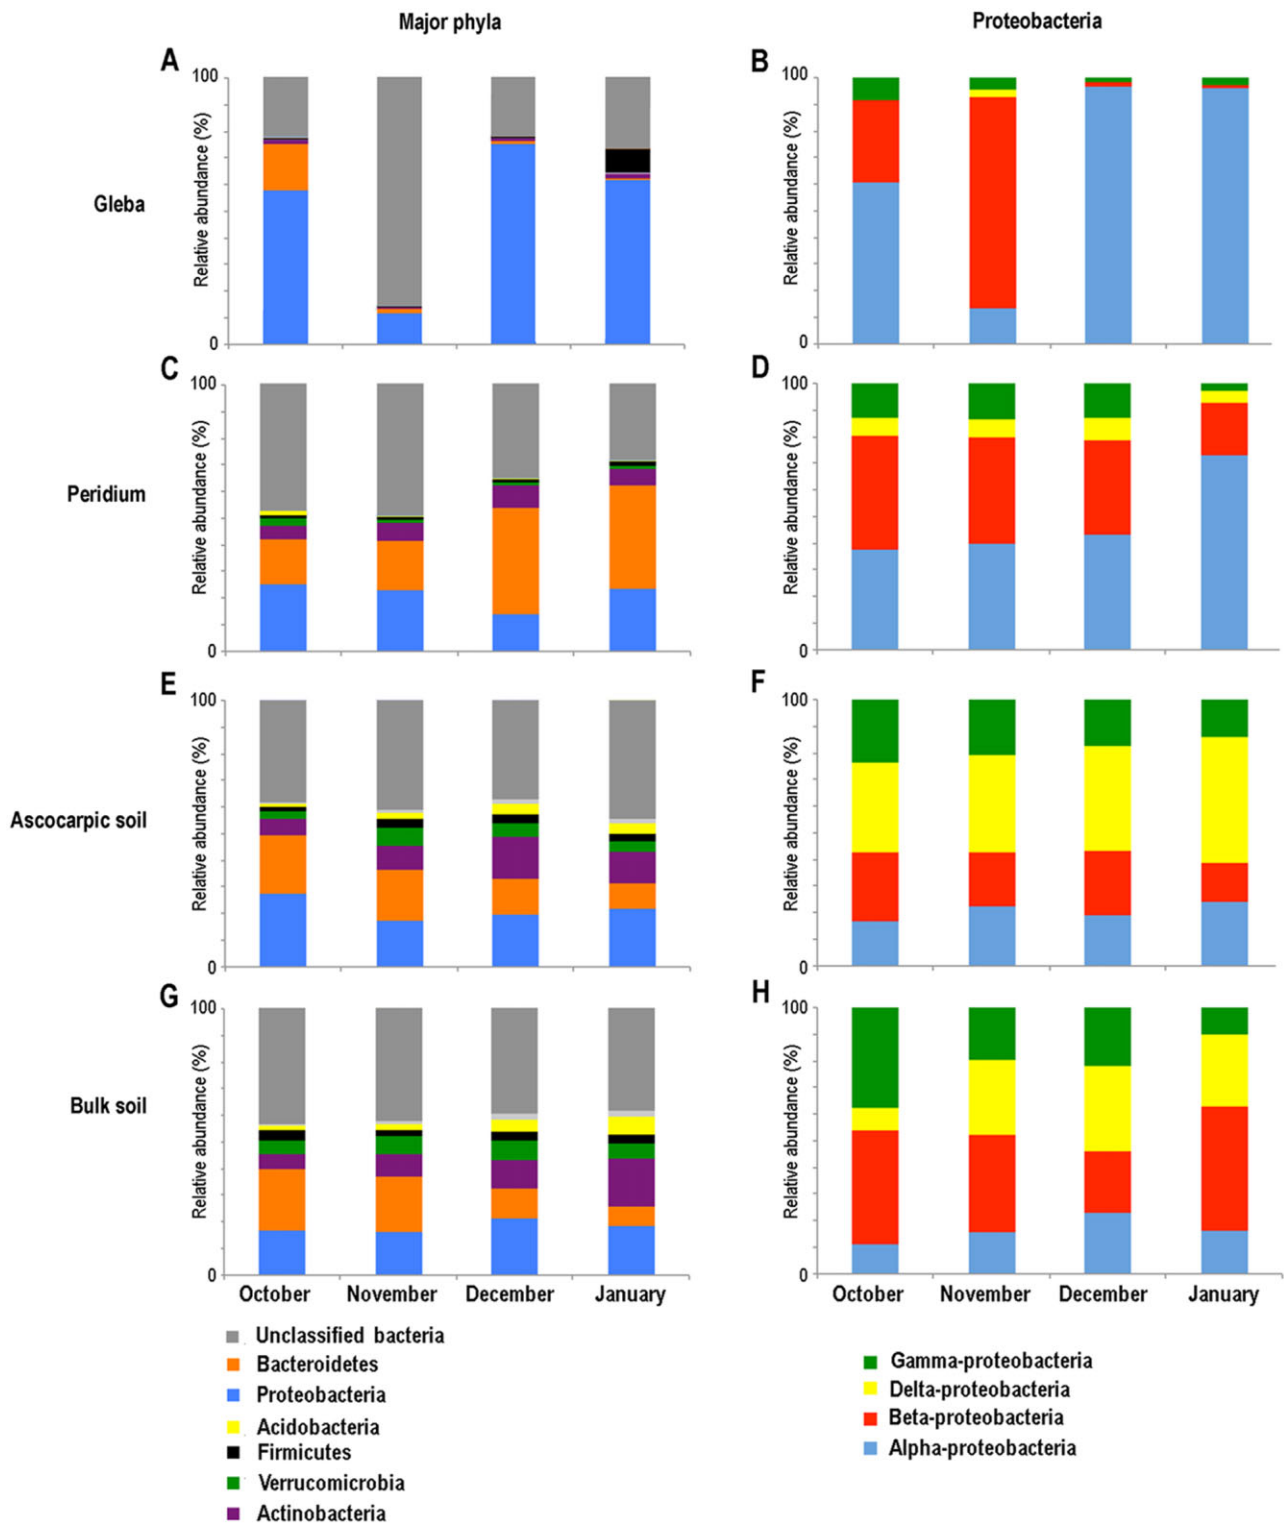 Major phyla
Proteobacteria
A
100
Relative abundance (%)
0
B
100
Relative abundance (%)
0
Gleba
C
100
Relative abundance (%)
0
D
100
Relative abundance (%)
0
Peridium
E
100
Relative abundance (%)
0
F
100
Relative abundance (%)
0
Ascocarpic soil
G
100
Relative abundance (%)
0
H
100
Relative abundance (%)
0
Bulk soil
October November December January
October November December January
Unclassified bacteria
Bacteroidetes
Proteobacteria
Acidobacteria
Firmicutes
Verrucomicrobia
Actinobacteria
Gamma-proteobacteria
Delta-proteobacteria
Beta-proteobacteria
Alpha-proteobacteria